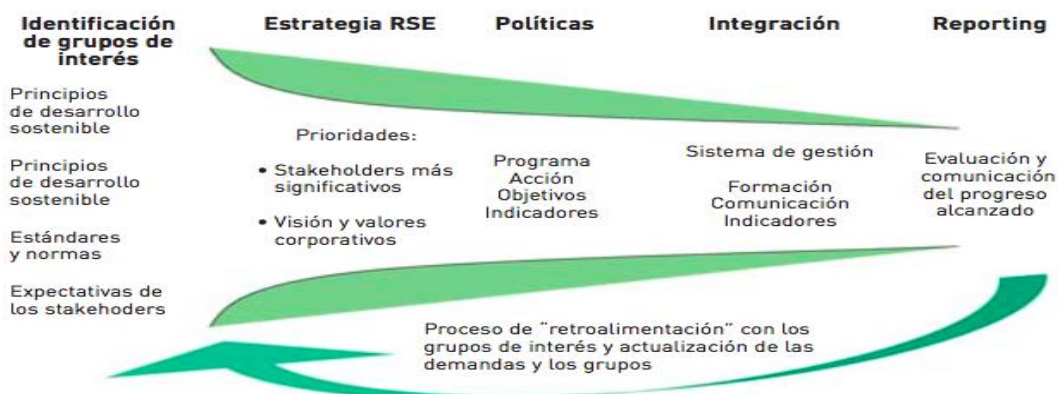 Identificación
de grupos de
interés
Estrategia RSE
Políticas
Integración
Reporting
Principios
de desarrollo
sostenible
Principios
de desarrollo
sostenible
Estándares
y normas
Expectativas de
los stakehoders
Prioridades:
• Stakeholders más
significativos
• Visión y valores
corporativos
Programa
Acción
Objetivos
Indicadores
Sistema de gestión
Formación
Comunicación
Indicadores
Evaluación y
comunicación
del progreso
alcanzado
Proceso de "retroalimentación" con los
grupos de interés y actualización de las
demandas y los grupos